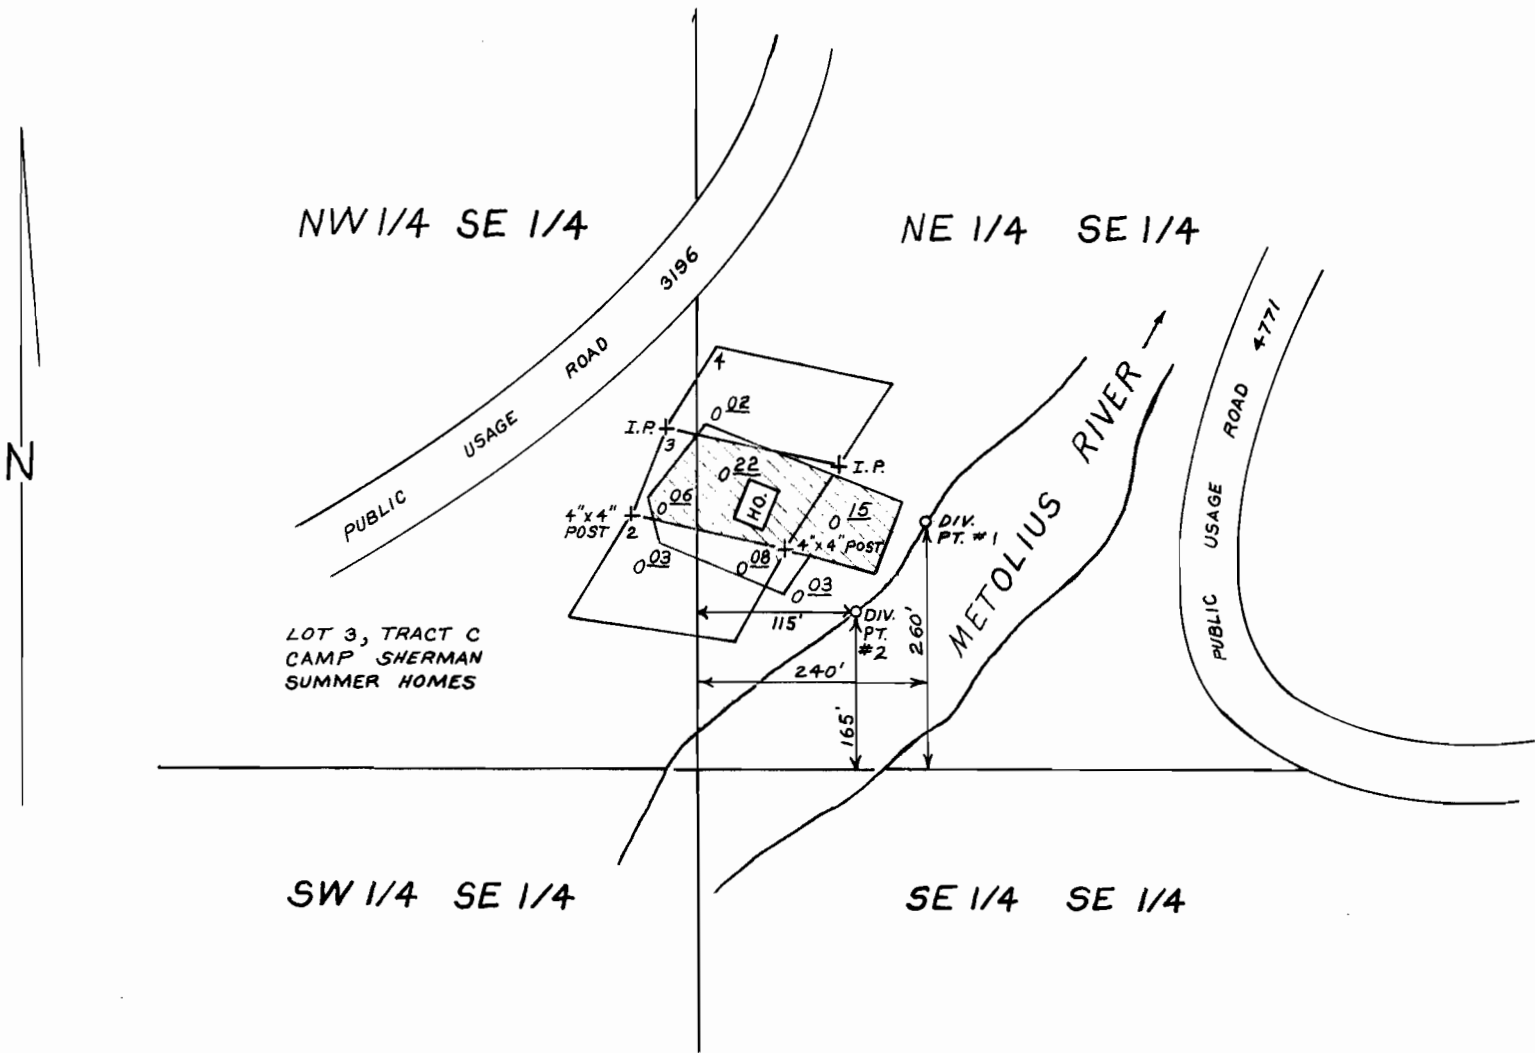 NW 1/4 SE 1/4
NE 1/4 SE 1/4
PUBLIC USAGE ROAD 3196
PUBLIC USAGE ROAD 4771
METOLIUS RIVER
N
4
0 02
I.P.
3
I.P.
0 22
HO.
0 06
0 15
4"x4"
POST
2
4"x4" POST
0 03
0 08
0 03
DIV.
PT. #1
DIV.
PT.
#2
115'
240'
260'
165'
LOT 3, TRACT C
CAMP SHERMAN
SUMMER HOMES
SW 1/4 SE 1/4
SE 1/4 SE 1/4